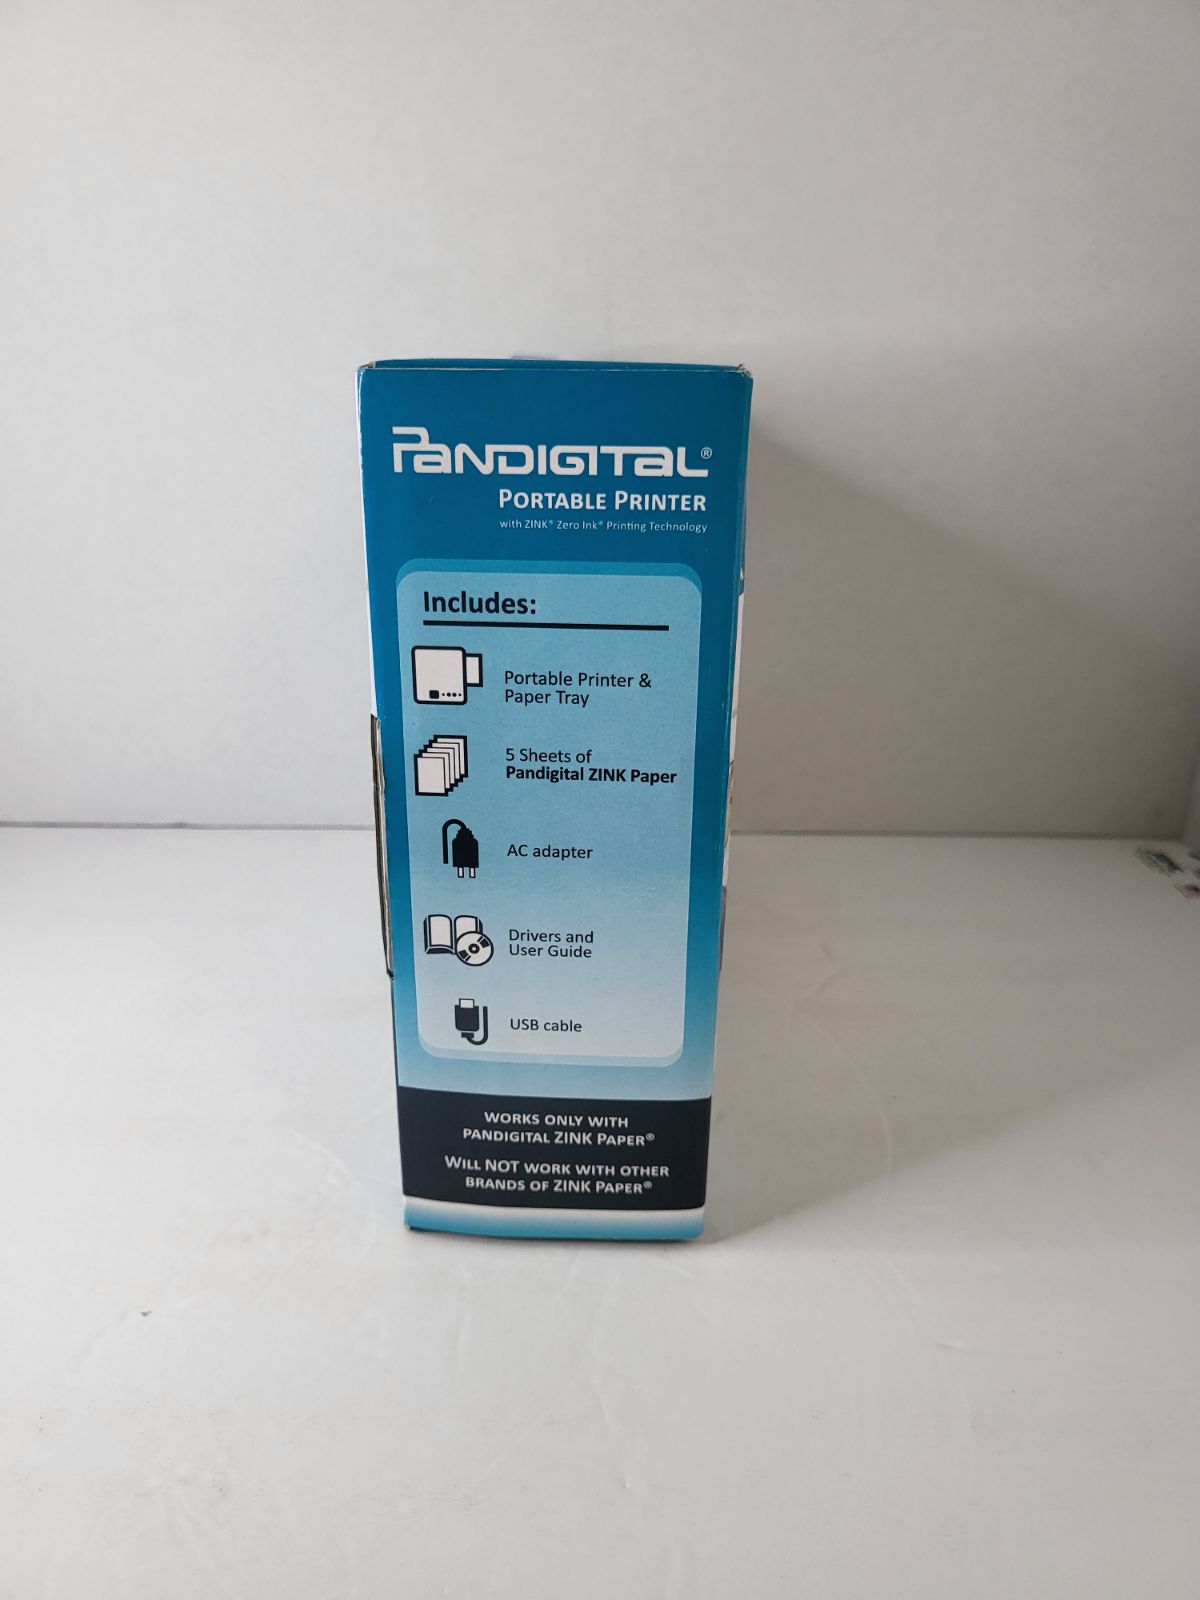 PANDIGITAL®
PORTABLE PRINTER
with ZINK® Zero Ink® Printing Technology
Includes:
Portable Printer &
Paper Tray
5 Sheets of
Pandigital ZINK Paper
AC adapter
Drivers and
User Guide
USB cable
WORKS ONLY WITH
PANDIGITAL ZINK PAPER®
WILL NOT WORK WITH OTHER
BRANDS OF ZINK PAPER®